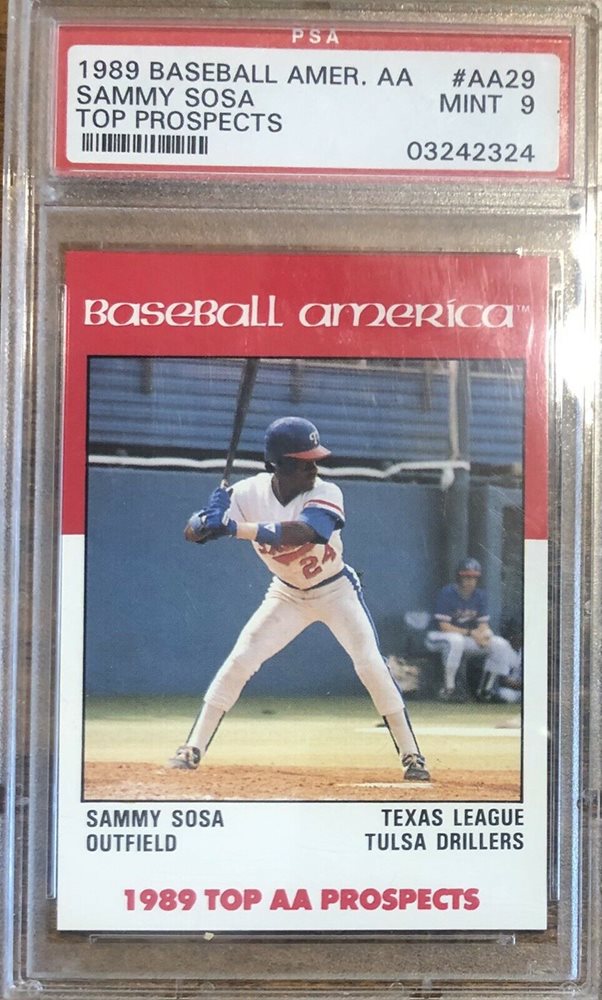 PSA
1989 BASEBALL AMER. AA #AA29
SAMMY SOSA MINT 9
TOP PROSPECTS
03242324
Baseball america™
T
24
SAMMY SOSA TEXAS LEAGUE
OUTFIELD TULSA DRILLERS
1989 TOP AA PROSPECTS